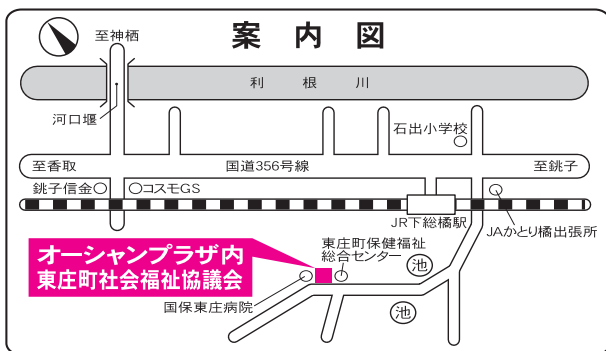 案内図
至神栖
利根川
河口堰
石出小学校
至香取
国道356号線
至銚子
銚子信金
コスモGS
JR下総橘駅
JAかとり橘出張所
オーシャンプラザ内
東庄町社会福祉協議会
東庄町保健福祉
総合センター
池
国保東庄病院
池